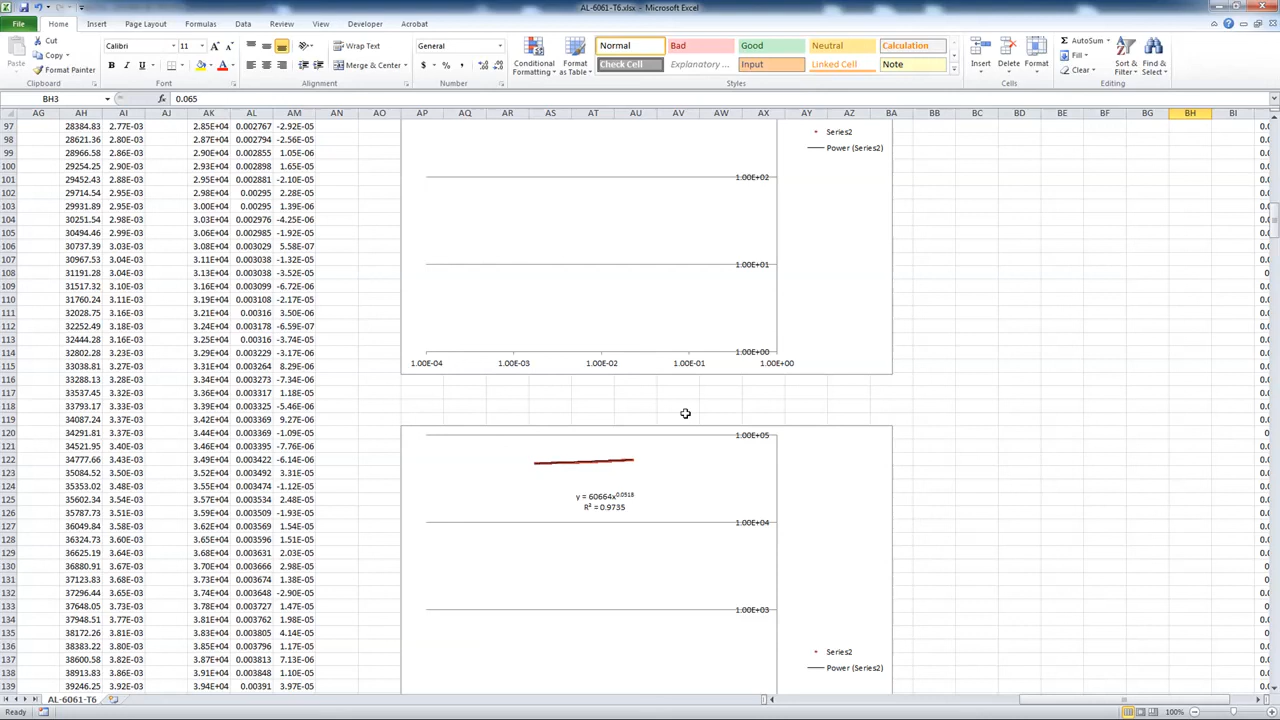 AL-6061-T6.xlsx - Microsoft Excel
File Home Insert Page Layout Formulas Data Review View Developer Acrobat
Cut
Copy
Format Painter
Paste
Clipboard
Calibri 11
B I U
Font
Wrap Text
Merge & Center
Alignment
General
$ % ,
Number
Conditional Formatting
Format as Table
Normal Bad Good Neutral Calculation
Check Cell Explanatory ... Input Linked Cell Note
Styles
Insert Delete Format
Cells
AutoSum
Fill
Clear
Sort & Filter
Find & Select
Editing
BH3 fx 0.065
AG AH AI AJ AK AL AM AN AO AP AQ AR AS AT AU AV AW AX AY AZ BA BB BC BD BE BF BG BH BI
97 28384.83 2.77E-03 2.85E+04 0.002767 -2.92E-05
98 28621.36 2.80E-03 2.87E+04 0.002794 -2.56E-05
99 28966.58 2.86E-03 2.90E+04 0.002855 1.05E-06
100 29254.25 2.90E-03 2.93E+04 0.002898 1.65E-05
101 29452.43 2.88E-03 2.95E+04 0.002881 -2.10E-05
102 29714.54 2.95E-03 2.98E+04 0.00295 2.28E-05
103 29931.89 2.95E-03 3.00E+04 0.00295 1.39E-06
104 30251.54 2.98E-03 3.03E+04 0.002976 -4.25E-06
105 30494.46 2.99E-03 3.06E+04 0.002985 -1.92E-05
106 30737.39 3.03E-03 3.08E+04 0.003029 5.58E-07
107 30967.53 3.04E-03 3.11E+04 0.003038 -1.32E-05
108 31191.28 3.04E-03 3.13E+04 0.003038 -3.52E-05
109 31517.32 3.10E-03 3.16E+04 0.003099 -6.72E-06
110 31760.24 3.11E-03 3.19E+04 0.003108 -2.17E-05
111 32028.75 3.16E-03 3.21E+04 0.00316 3.50E-06
112 32252.49 3.18E-03 3.24E+04 0.003178 -6.59E-07
113 32444.28 3.16E-03 3.25E+04 0.00316 -3.74E-05
114 32802.28 3.23E-03 3.29E+04 0.003229 -3.17E-06
115 33038.81 3.27E-03 3.31E+04 0.003264 8.29E-06
116 33288.13 3.28E-03 3.34E+04 0.003273 -7.34E-06
117 33537.45 3.32E-03 3.36E+04 0.003317 1.18E-05
118 33793.17 3.33E-03 3.39E+04 0.003325 -5.46E-06
119 34087.24 3.37E-03 3.42E+04 0.003369 9.27E-06
120 34291.81 3.37E-03 3.44E+04 0.003369 -1.09E-05
121 34521.95 3.40E-03 3.46E+04 0.003395 -7.76E-06
122 34777.66 3.43E-03 3.49E+04 0.003422 -6.14E-06
123 35084.52 3.50E-03 3.52E+04 0.003492 3.31E-05
124 35353.02 3.48E-03 3.55E+04 0.003474 -1.12E-05
125 35602.34 3.54E-03 3.57E+04 0.003534 2.48E-05
126 35787.73 3.51E-03 3.59E+04 0.003509 -1.93E-05
127 36049.84 3.58E-03 3.62E+04 0.003569 1.54E-05
128 36324.73 3.60E-03 3.65E+04 0.003596 1.51E-05
129 36625.19 3.64E-03 3.68E+04 0.003631 2.03E-05
130 36880.91 3.67E-03 3.70E+04 0.003666 2.98E-05
131 37123.83 3.68E-03 3.73E+04 0.003674 1.38E-05
132 37296.44 3.65E-03 3.74E+04 0.003648 -2.90E-05
133 37648.05 3.73E-03 3.78E+04 0.003727 1.47E-05
134 37948.51 3.77E-03 3.81E+04 0.003762 1.98E-05
135 38172.26 3.81E-03 3.83E+04 0.003805 4.14E-05
136 38383.22 3.80E-03 3.85E+04 0.003796 1.17E-05
137 38600.58 3.82E-03 3.87E+04 0.003813 7.13E-06
138 38913.83 3.85E-03 3.91E+04 0.003848 1.10E-05
139 39246.25 3.92E-03 3.94E+04 0.00391 3.97E-05
Series2
Power (Series2)
1.00E+02
1.00E+01
1.00E+00
1.00E-04 1.00E-03 1.00E-02 1.00E-01 1.00E+00
1.00E+05
y = 60664x^0.0518
R² = 0.9735
1.00E+04
1.00E+03
Series2
Power (Series2)
AL-6061-T6
Ready
100%